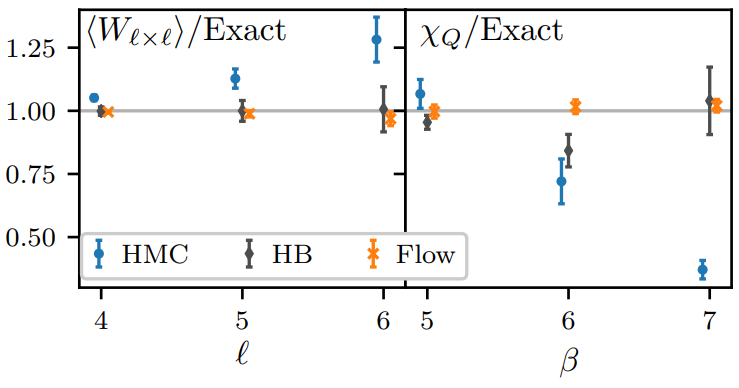 ⟨W_{ℓ×ℓ}⟩/Exact
χ_Q/Exact
1.25
1.00
0.75
0.50
HMC HB Flow
4 5 6 5 6 7
ℓ β